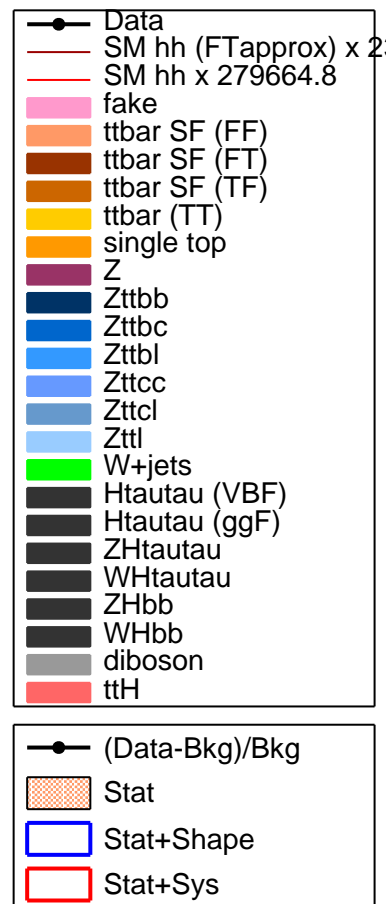 Data
SM hh (FTapprox) x 23
SM hh x 279664.8
fake
ttbar SF (FF)
ttbar SF (FT)
ttbar SF (TF)
ttbar (TT)
single top
Z
Zttbb
Zttbc
Zttbl
Zttcc
Zttcl
Zttl
W+jets
Htautau (VBF)
Htautau (ggF)
ZHtautau
WHtautau
ZHbb
WHbb
diboson
ttH
(Data-Bkg)/Bkg
Stat
Stat+Shape
Stat+Sys